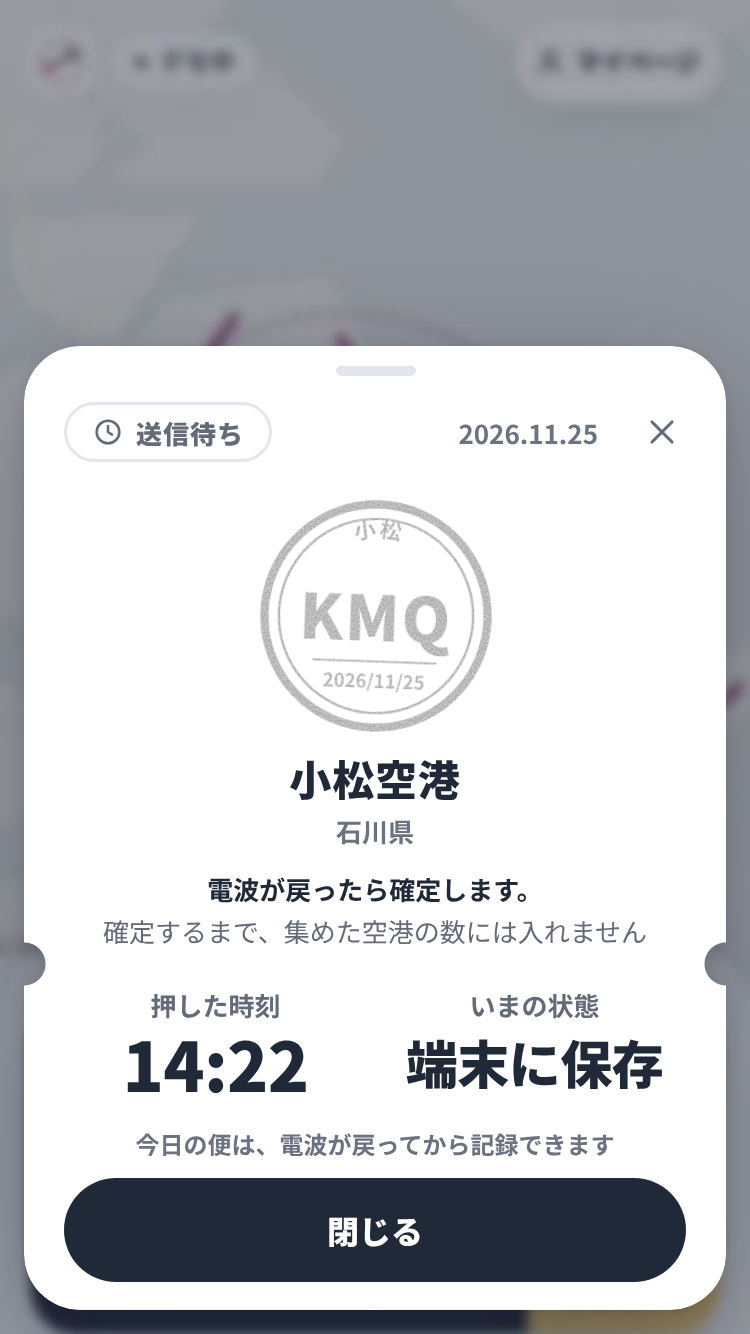 送信待ち
2026.11.25
小松
KMQ
2026/11/25
小松空港
石川県
電波が戻ったら確定します。
確定するまで、集めた空港の数には入れません
押した時刻
いまの状態
14:22
端末に保存
今日の便は、電波が戻ってから記録できます
閉じる